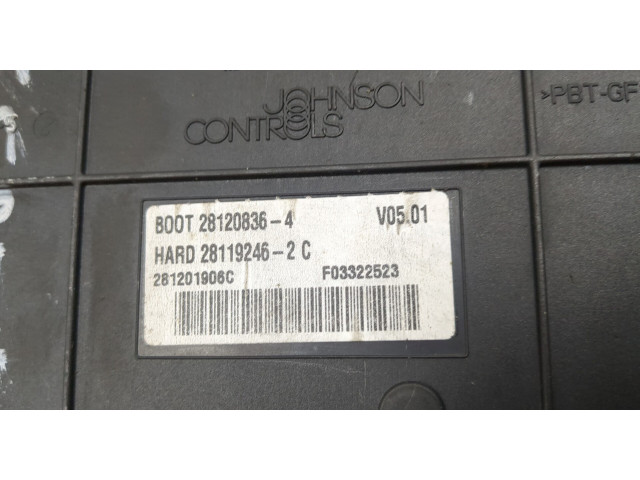 JOHNSON
CONTROLS
>PBT-GF
BOOT 28120836-4 V05.01
HARD 28119246-2 C
281201906C F03322523